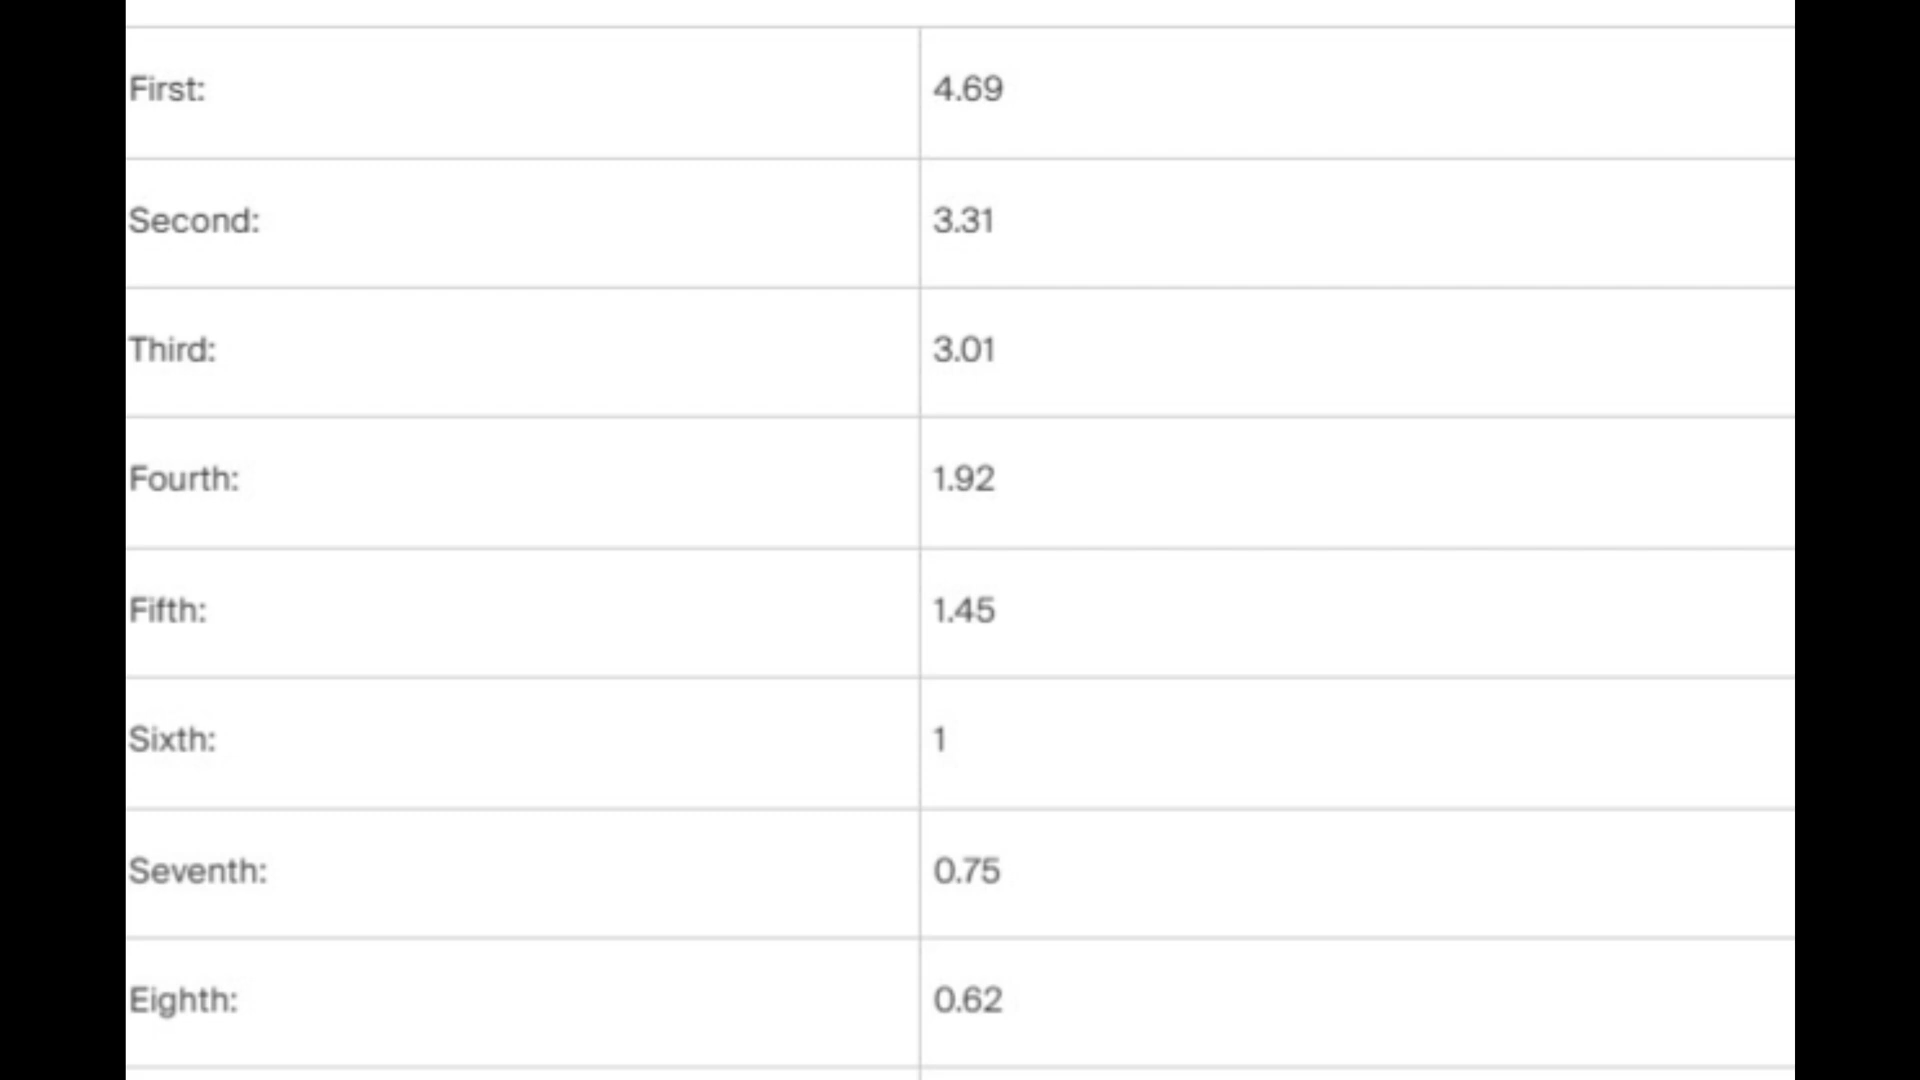 First: 4.69
Second: 3.31
Third: 3.01
Fourth: 1.92
Fifth: 1.45
Sixth: 1
Seventh: 0.75
Eighth: 0.62